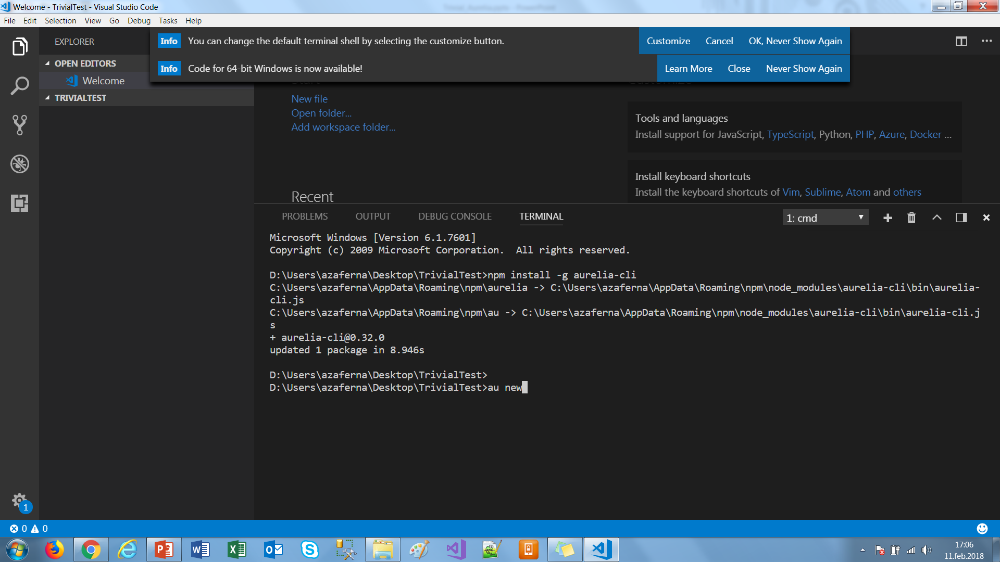 Welcome - TrivialTest - Visual Studio Code
File Edit Selection View Go Debug Tasks Help
EXPLORER
OPEN EDITORS
Welcome
TRIVIALTEST
Info You can change the default terminal shell by selecting the customize button. Customize Cancel OK, Never Show Again
Info Code for 64-bit Windows is now available! Learn More Close Never Show Again
New file
Open folder...
Add workspace folder...
Recent
Tools and languages
Install support for JavaScript, TypeScript, Python, PHP, Azure, Docker ...
Install keyboard shortcuts
Install the keyboard shortcuts of Vim, Sublime, Atom and others
PROBLEMS OUTPUT DEBUG CONSOLE TERMINAL 1: cmd
Microsoft Windows [Version 6.1.7601]
Copyright (c) 2009 Microsoft Corporation.  All rights reserved.
D:\Users\azaferna\Desktop\TrivialTest>npm install -g aurelia-cli
C:\Users\azaferna\AppData\Roaming\npm\aurelia -> C:\Users\azaferna\AppData\Roaming\npm\node_modules\aurelia-cli\bin\aurelia-
cli.js
C:\Users\azaferna\AppData\Roaming\npm\au -> C:\Users\azaferna\AppData\Roaming\npm\node_modules\aurelia-cli\bin\aurelia-cli.j
s
+ aurelia-cli@0.32.0
updated 1 package in 8.946s
D:\Users\azaferna\Desktop\TrivialTest>
D:\Users\azaferna\Desktop\TrivialTest>au new
1
0 0
17:06
11.feb.2018